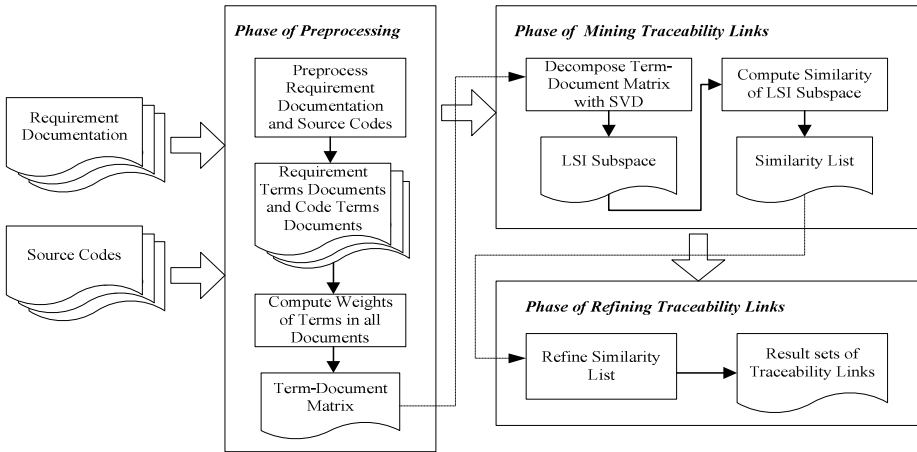 Requirement
Documentation
Source Codes
Phase of Preprocessing
Preprocess
Requirement
Documentation
and Source Codes
Requirement
Terms Documents
and Code Terms
Documents
Compute Weights
of Terms in all
Documents
Term-Document
Matrix
Phase of Mining Traceability Links
Decompose Term-
Document Matrix
with SVD
LSI Subspace
Compute Similarity
of LSI Subspace
Similarity List
Phase of Refining Traceability Links
Refine Similarity
List
Result sets of
Traceability Links